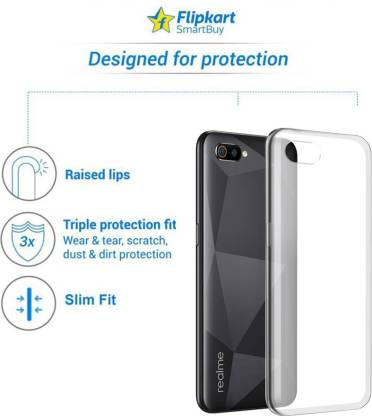 Flipkart
SmartBuy
Designed for protection
Raised lips
3x
Triple protection fit
Wear & tear, scratch,
dust & dirt protection
Slim Fit
realme